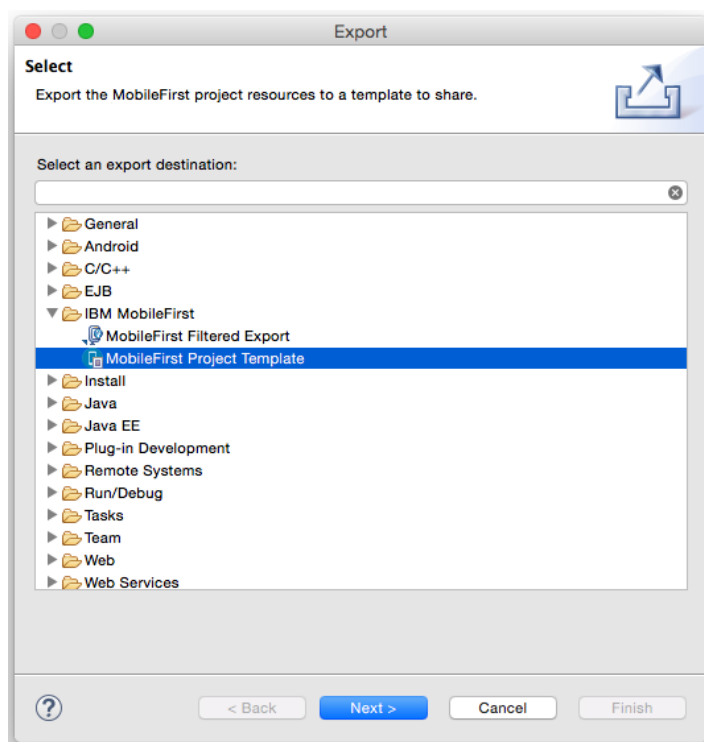 Export
Select
Export the MobileFirst project resources to a template to share.
Select an export destination:
General
Android
C/C++
EJB
IBM MobileFirst
MobileFirst Filtered Export
MobileFirst Project Template
Install
Java
Java EE
Plug-in Development
Remote Systems
Run/Debug
Tasks
Team
Web
Web Services
? < Back Next > Cancel Finish